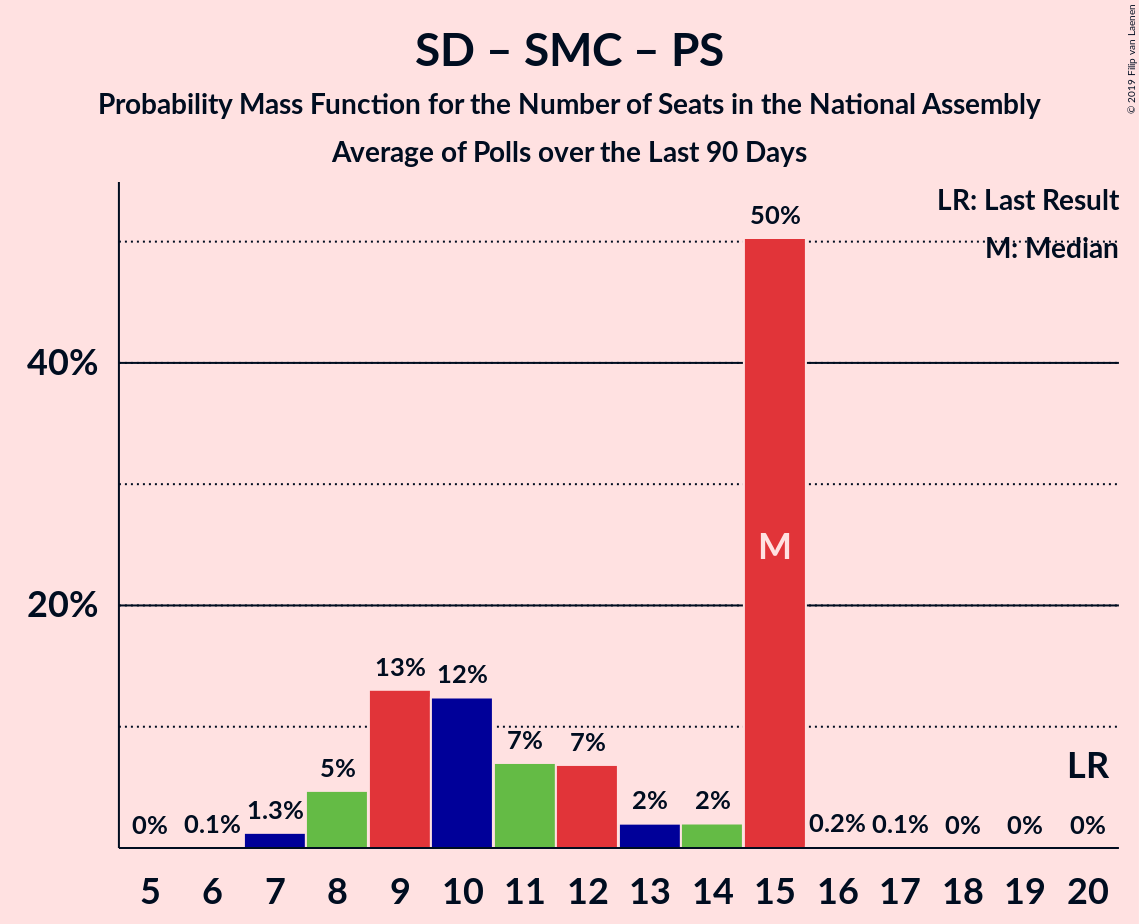 SD – SMC – PS
Probability Mass Function for the Number of Seats in the National Assembly
Average of Polls over the Last 90 Days
© 2019 Filip van Laenen
LR: Last Result
M: Median
50%
40%
20%
M
13%
12%
7%
7%
5%
2%
2%
1.3%
0%
0.1%
0.2%
0.1%
0%
0%
0%
LR
5 6 7 8 9 10 11 12 13 14 15 16 17 18 19 20